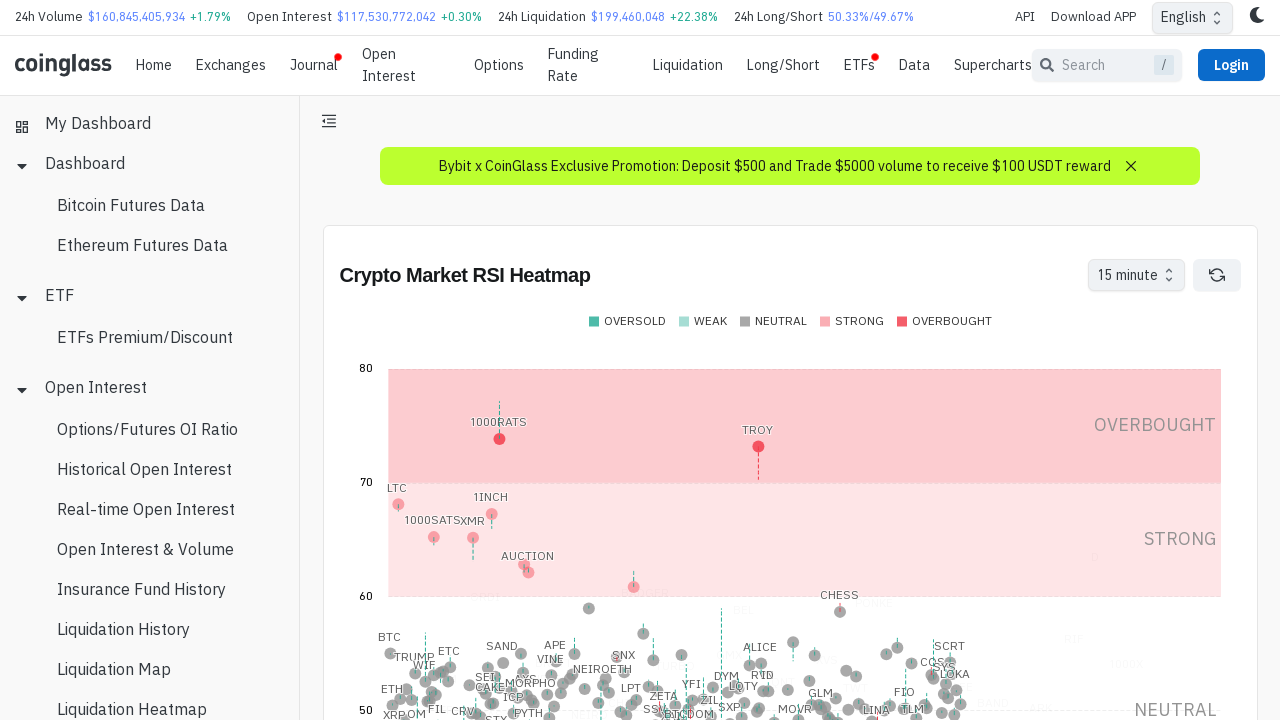 24h Volume $160,845,405,934 +1.79% Open Interest $117,530,772,042 +0.30% 24h Liquidation $199,460,048 +22.38% 24h Long/Short 50.33%/49.67% API Download APP English
coinglass Home Exchanges Journal Open Interest Options Funding Rate Liquidation Long/Short ETFs Data Supercharts Search / Login
My Dashboard
Dashboard
Bitcoin Futures Data
Ethereum Futures Data
ETF
ETFs Premium/Discount
Open Interest
Options/Futures OI Ratio
Historical Open Interest
Real-time Open Interest
Open Interest & Volume
Insurance Fund History
Liquidation History
Liquidation Map
Liquidation Heatmap
Bybit x CoinGlass Exclusive Promotion: Deposit $500 and Trade $5000 volume to receive $100 USDT reward
Crypto Market RSI Heatmap 15 minute
OVERSOLD WEAK NEUTRAL STRONG OVERBOUGHT
80
1000RATS
TROY
OVERBOUGHT
70
LTC
1INCH
1000SATS XMR
STRONG
AUCTION
60
CHESS
BTC
SAND APE ALICE SCRT
TRUMP ETC VINE SNX
WIF NEIROETH
SEI MORPHO DYM LOKA
ETH CAKE LPT ZETA LOTY GLM FIO
ICP ZIL
XRP FIL CRV PYTH MOVR LINA TLM
50
NEUTRAL